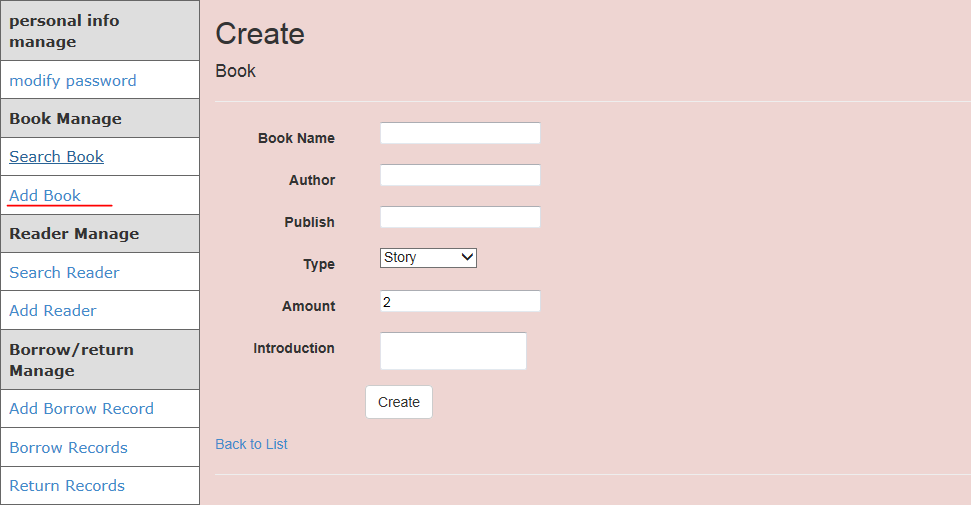 personal info
manage
modify password
Book Manage
Search Book
Add Book
Reader Manage
Search Reader
Add Reader
Borrow/return
Manage
Add Borrow Record
Borrow Records
Return Records
Create
Book
Book Name
Author
Publish
Type Story
Amount 2
Introduction
Create
Back to List